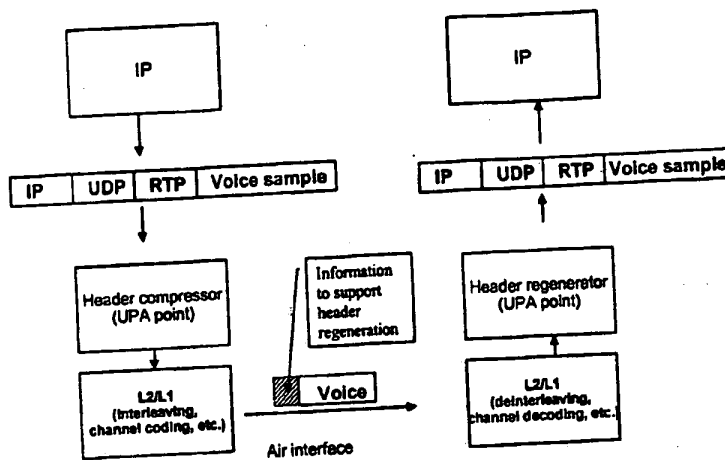 IP
IP
IP UDP RTP Voice sample
IP UDP RTP Voice sample
Header compressor
(UPA point)
Information
to support
header
regeneration
Header regenerator
(UPA point)
L2/L1
(interleaving,
channel coding, etc.)
Voice
L2/L1
(deinterleaving,
channel decoding, etc.)
Air interface